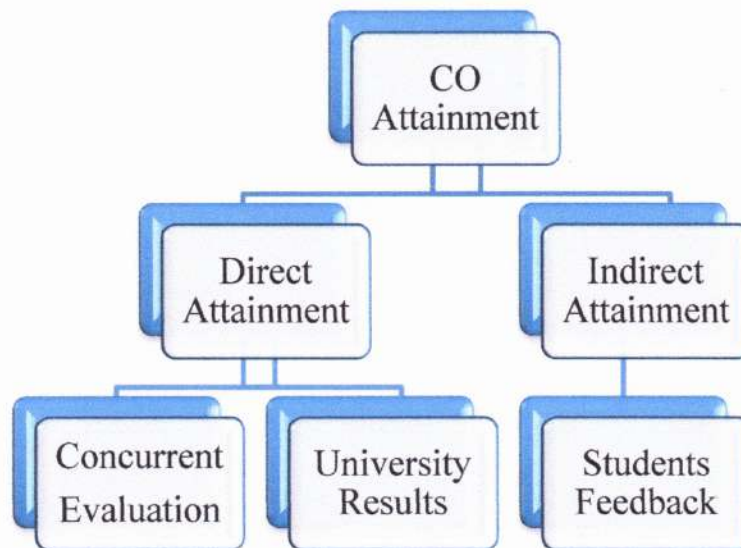 CO
Attainment
Direct
Attainment
Indirect
Attainment
Concurrent
Evaluation
University
Results
Students
Feedback